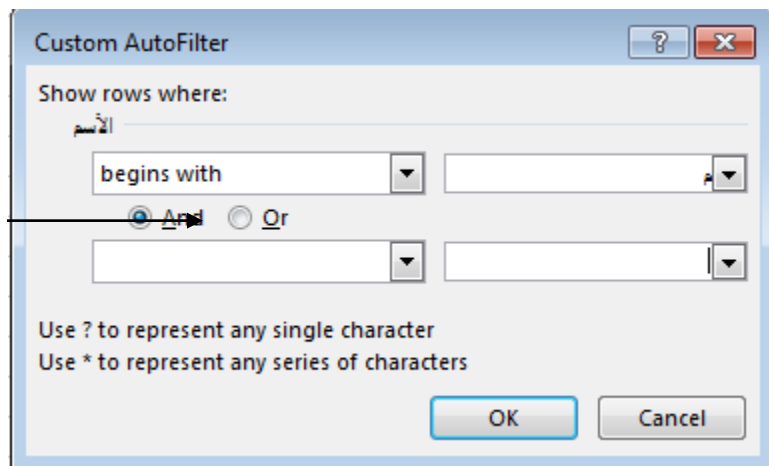 Custom AutoFilter
Show rows where:
الأسم
begins with
م
And Or
Use ? to represent any single character
Use * to represent any series of characters
OK Cancel